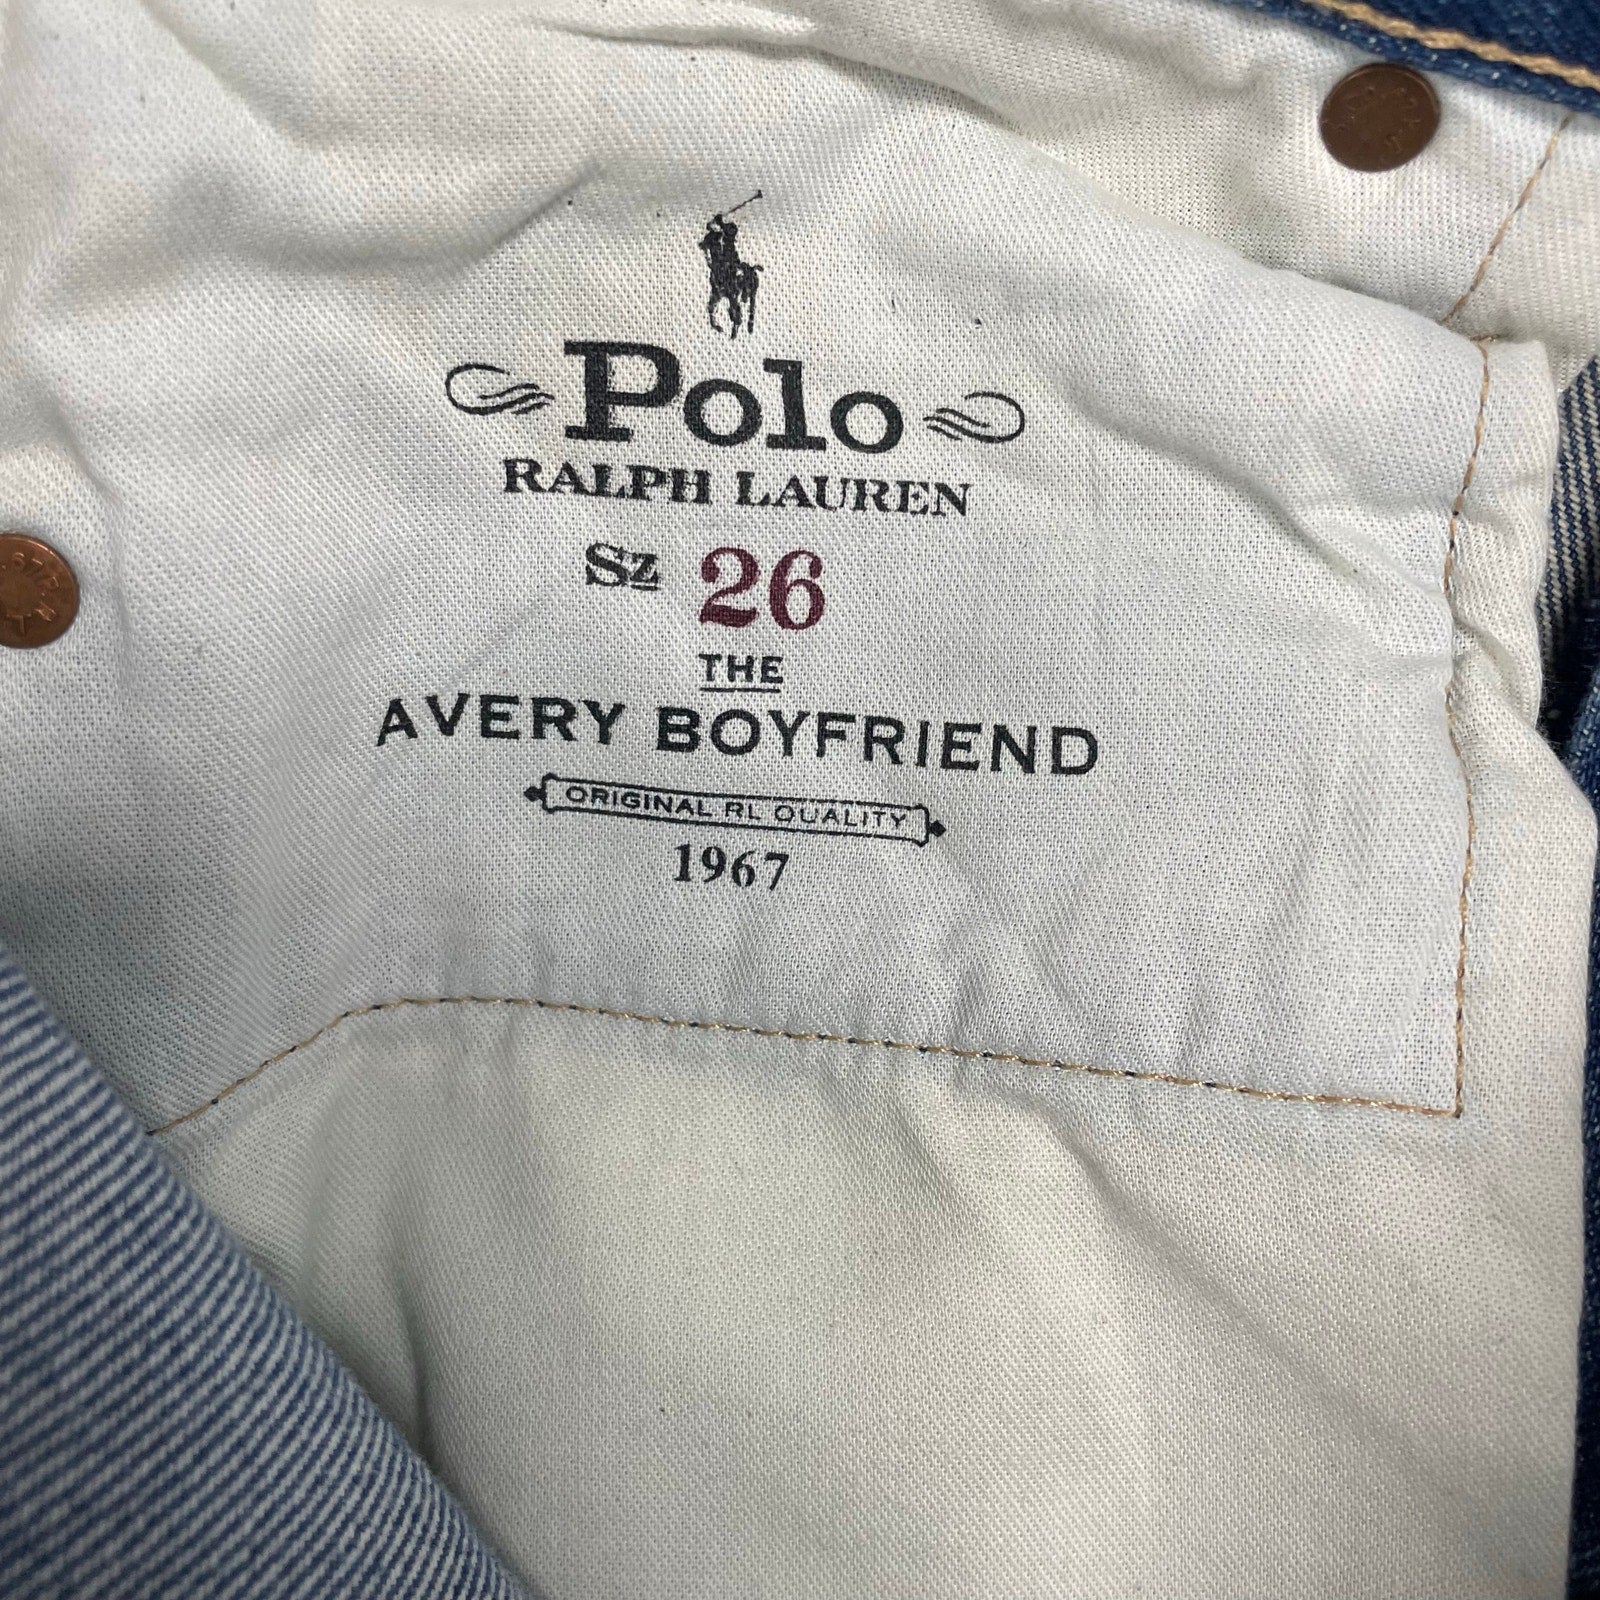 Polo
RALPH LAUREN
Sz 26
THE
AVERY BOYFRIEND
ORIGINAL RL QUALITY
1967